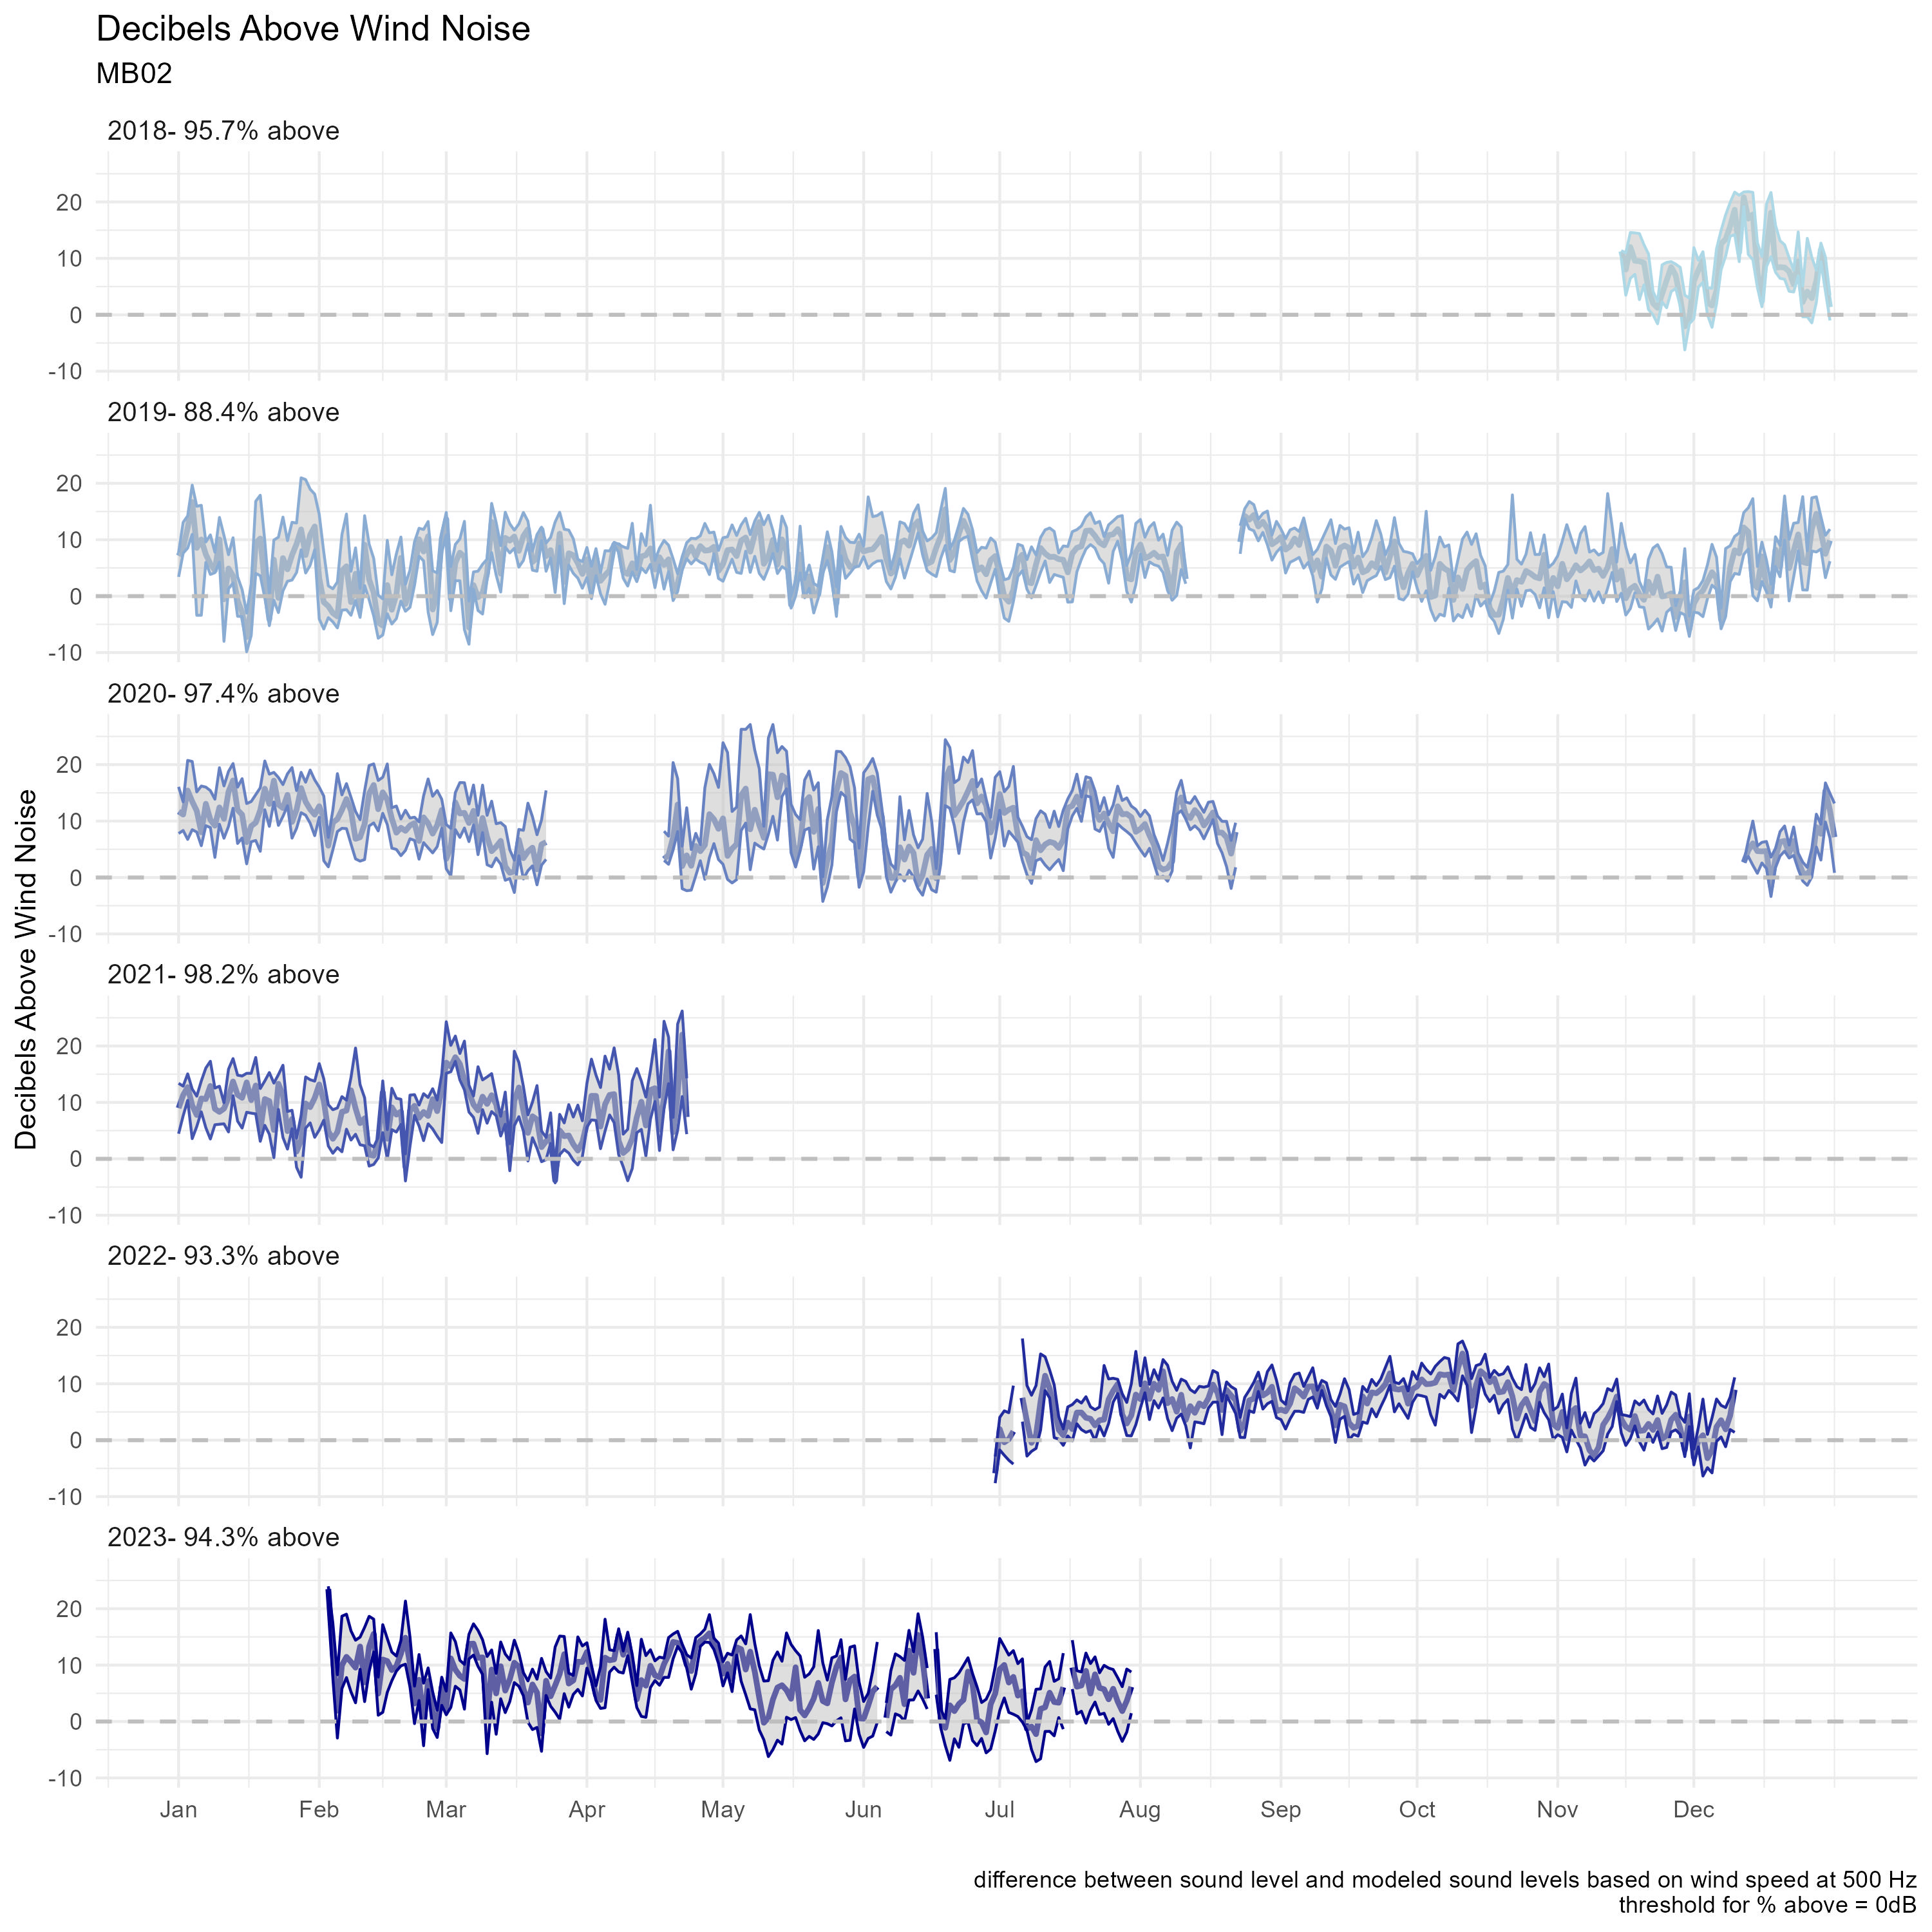 Decibels Above Wind Noise
MB02
2018- 95.7% above
20
10
0
-10
2019- 88.4% above
20
10
0
-10
2020- 97.4% above
20
10
0
-10
2021- 98.2% above
20
10
0
-10
2022- 93.3% above
20
10
0
-10
2023- 94.3% above
20
10
0
-10
Decibels Above Wind Noise
Jan Feb Mar Apr May Jun Jul Aug Sep Oct Nov Dec
difference between sound level and modeled sound levels based on wind speed at 500 Hz
threshold for % above = 0dB